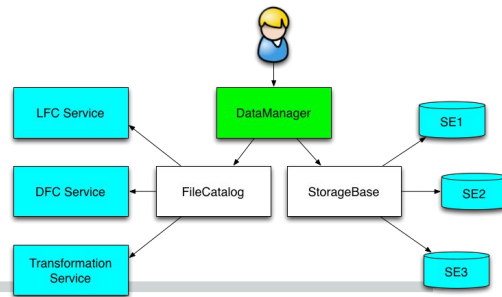 DataManager
LFC Service
SE1
DFC Service
FileCatalog
StorageBase
SE2
Transformation
Service
SE3